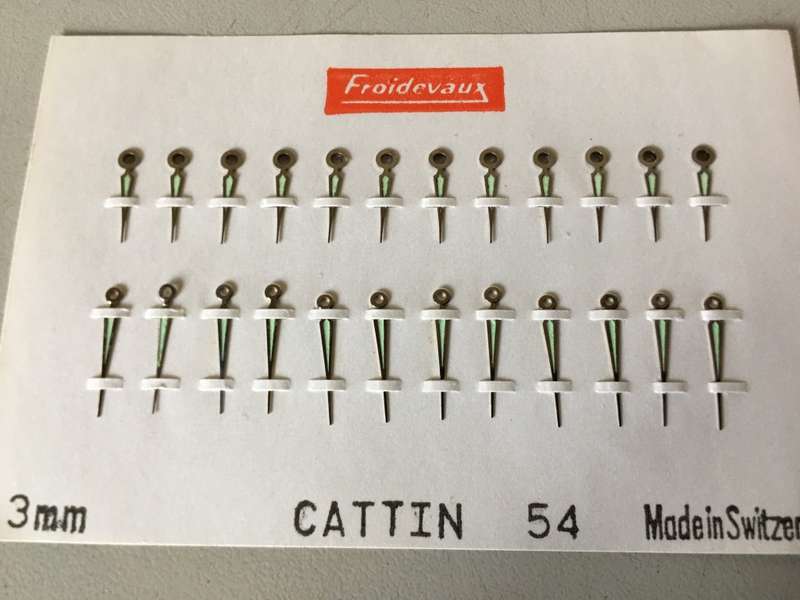 Froidevaux
3mm
CATTIN 54
Made in Switzer